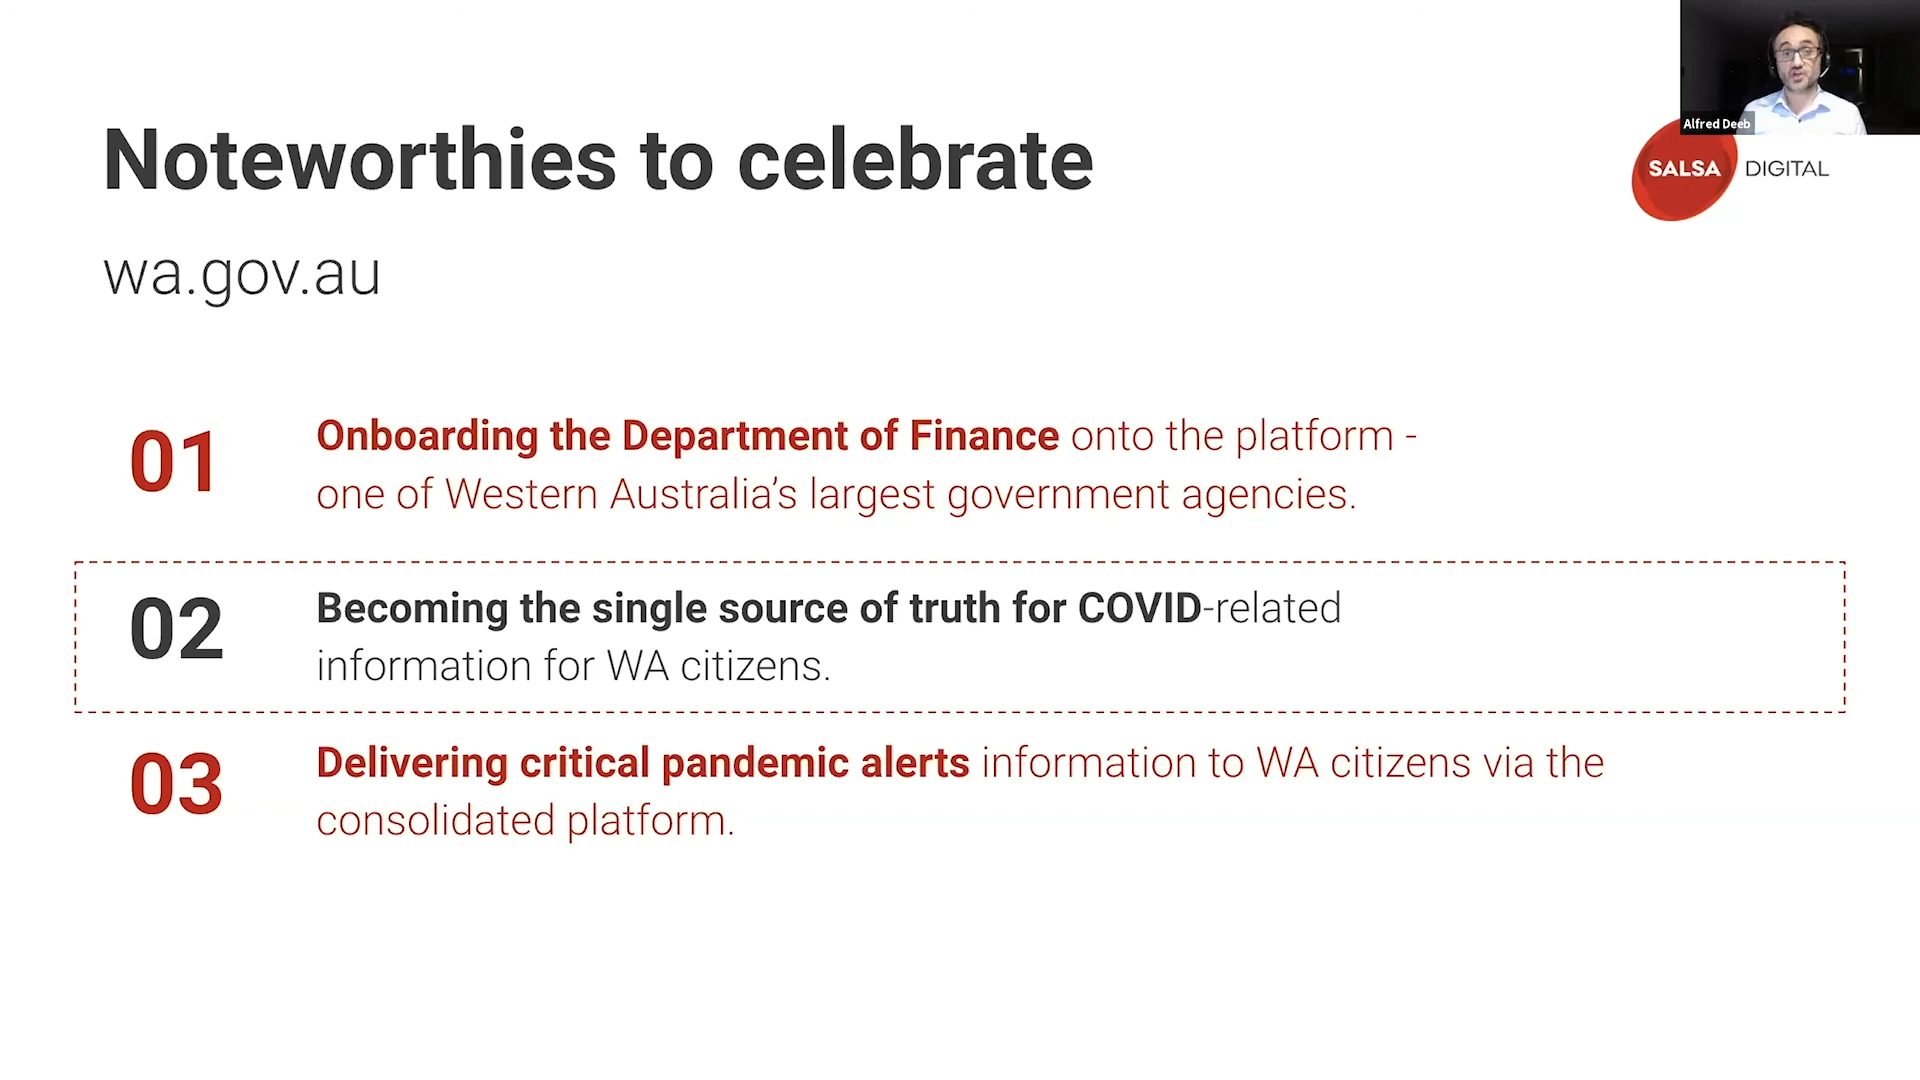 Alfred Deeb
Noteworthies to celebrate
SALSA DIGITAL
wa.gov.au
01
Onboarding the Department of Finance onto the platform -
one of Western Australia’s largest government agencies.
02
Becoming the single source of truth for COVID-related
information for WA citizens.
03
Delivering critical pandemic alerts information to WA citizens via the
consolidated platform.